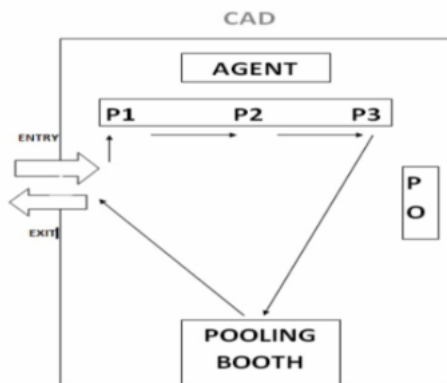 CAD
AGENT
P1 P2 P3
ENTRY
P
O
EXIT
POOLING
BOOTH